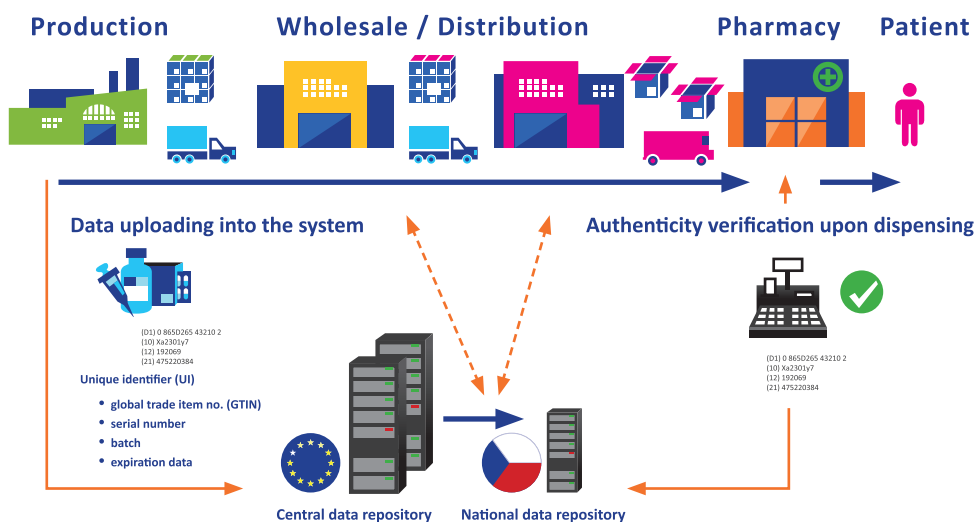 Production
Wholesale / Distribution
Pharmacy
Patient
Data uploading into the system
Authenticity verification upon dispensing
(D1) 0 865D265 43210 2
(10) Xa2301y7
(12) 192069
(21) 475220384
Unique identifier (UI)
• global trade item no. (GTIN)
• serial number
• batch
• expiration data
(D1) 0 865D265 43210 2
(10) Xa2301y7
(12) 192069
(21) 475220384
Central data repository
National data repository